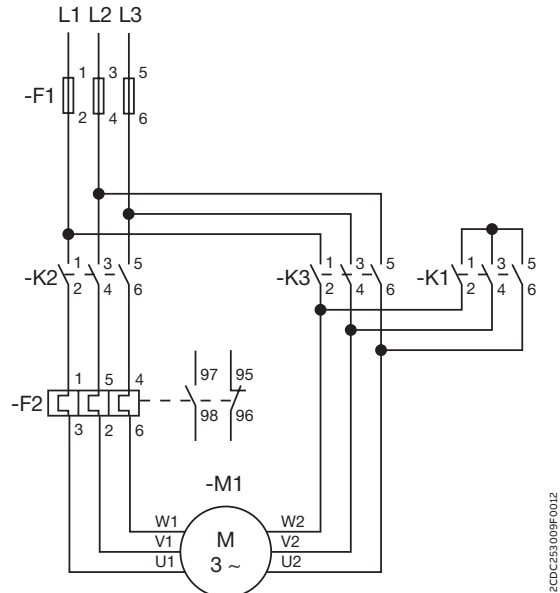 L1 L2 L3
1 3 5
-F1
2 4 6
1 3 5
-K2
2 4 6
1 3 5
-K3
2 4 6
1 3 5
-K1
2 4 6
1 5 4
-F2
3 2 6
97 95
98 96
-M1
W1 W2
V1 M V2
U1 3 ~ U2
2CDC253009F0012